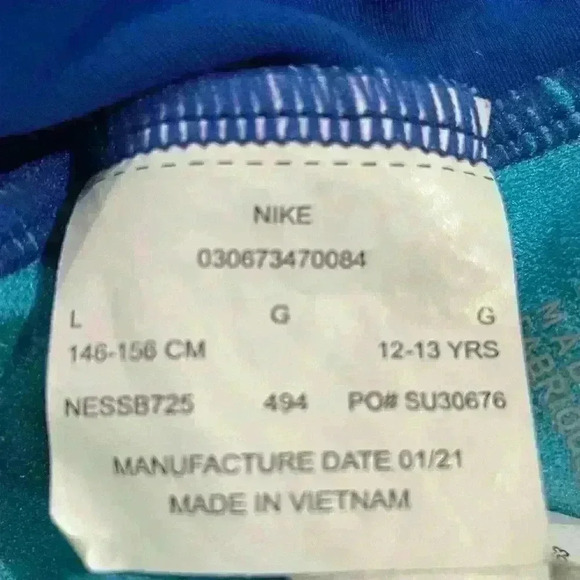 NIKE
030673470084
L G G
146-156 CM 12-13 YRS
NESSB725 494 PO# SU30676
MANUFACTURE DATE 01/21
MADE IN VIETNAM